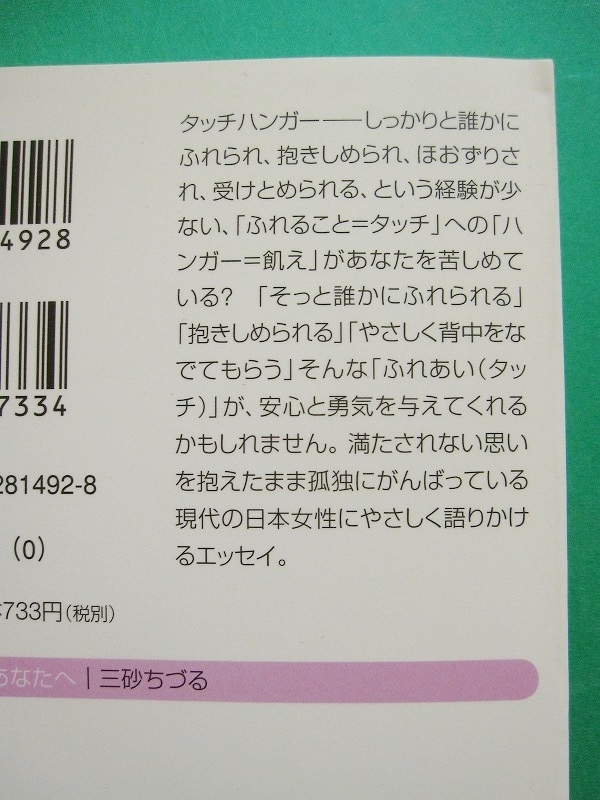 タッチハンガー――しっかりと誰かに
ふれられ、抱きしめられ、ほおずりさ
れ、受けとめられる、という経験が少
ない、「ふれること=タッチ」への「ハ
ンガー=飢え」があなたを苦しめて
いる? 「そっと誰かにふれられる」
「抱きしめられる」「やさしく背中をな
でてもらう」そんな「ふれあい(タッ
チ)」が、安心と勇気を与えてくれる
かもしれません。満たされない思い
を抱えたまま孤独にがんばっている
現代の日本女性にやさしく語りかけ
るエッセイ。
4928
7334
281492-8
(0)
733円(税別)
あなたへ|三砂ちづる